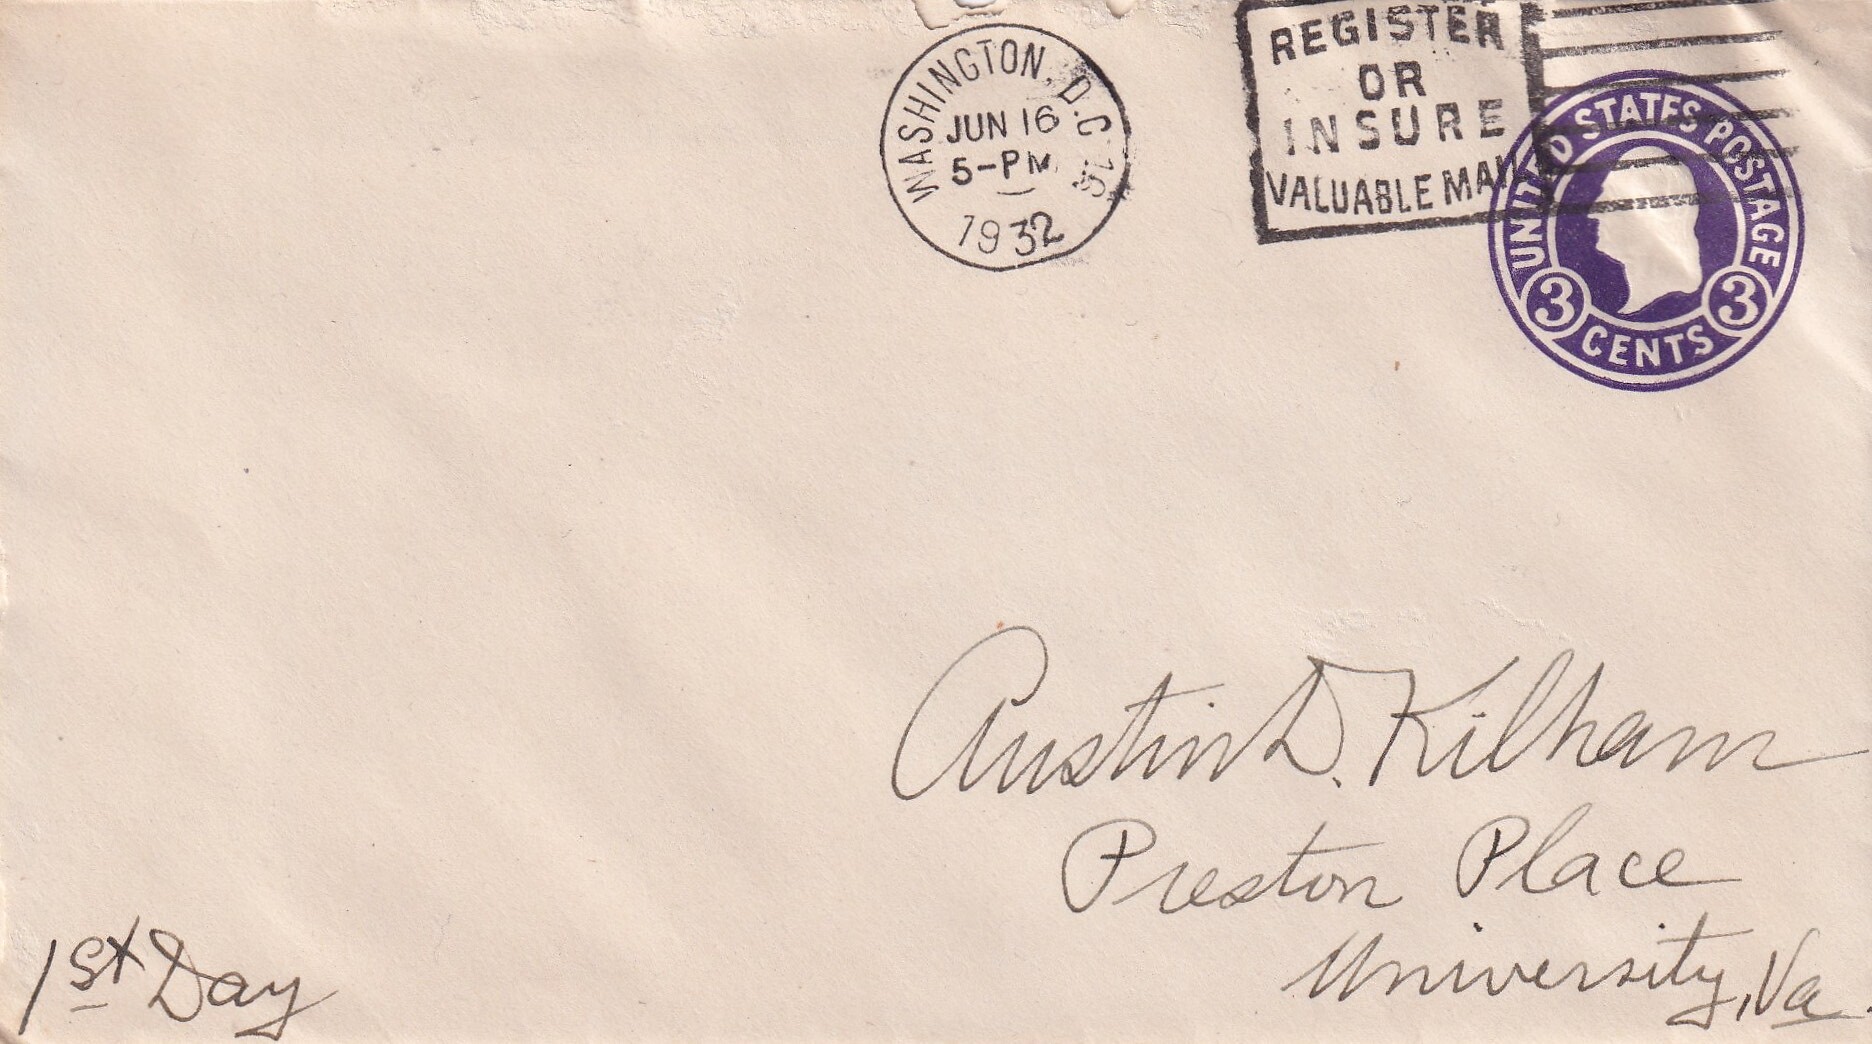 WASHINGTON, D.C.
JUN 16
5-PM
1932
REGISTER
OR
INSURE
VALUABLE MAIL
UNITED STATES POSTAGE
3 3
CENTS
Austin D. Kilham
Preston Place
University, Va.
1st Day